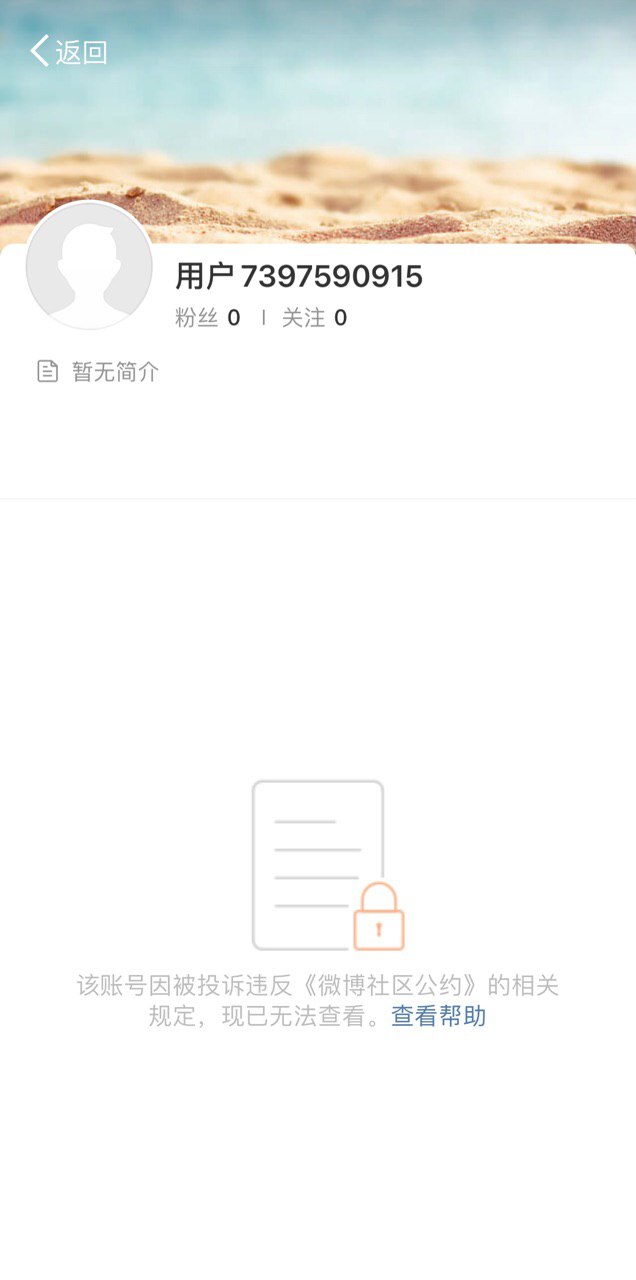 返回
用户7397590915
粉丝 0 | 关注 0
暂无简介
该账号因被投诉违反《微博社区公约》的相关
规定，现已无法查看。查看帮助